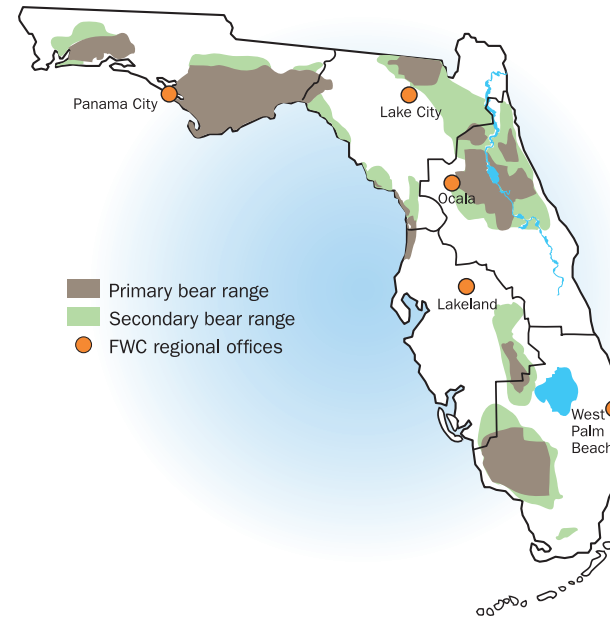 Panama City
Lake City
Ocala
Primary bear range
Secondary bear range
FWC regional offices
Lakeland
West
Palm
Beach